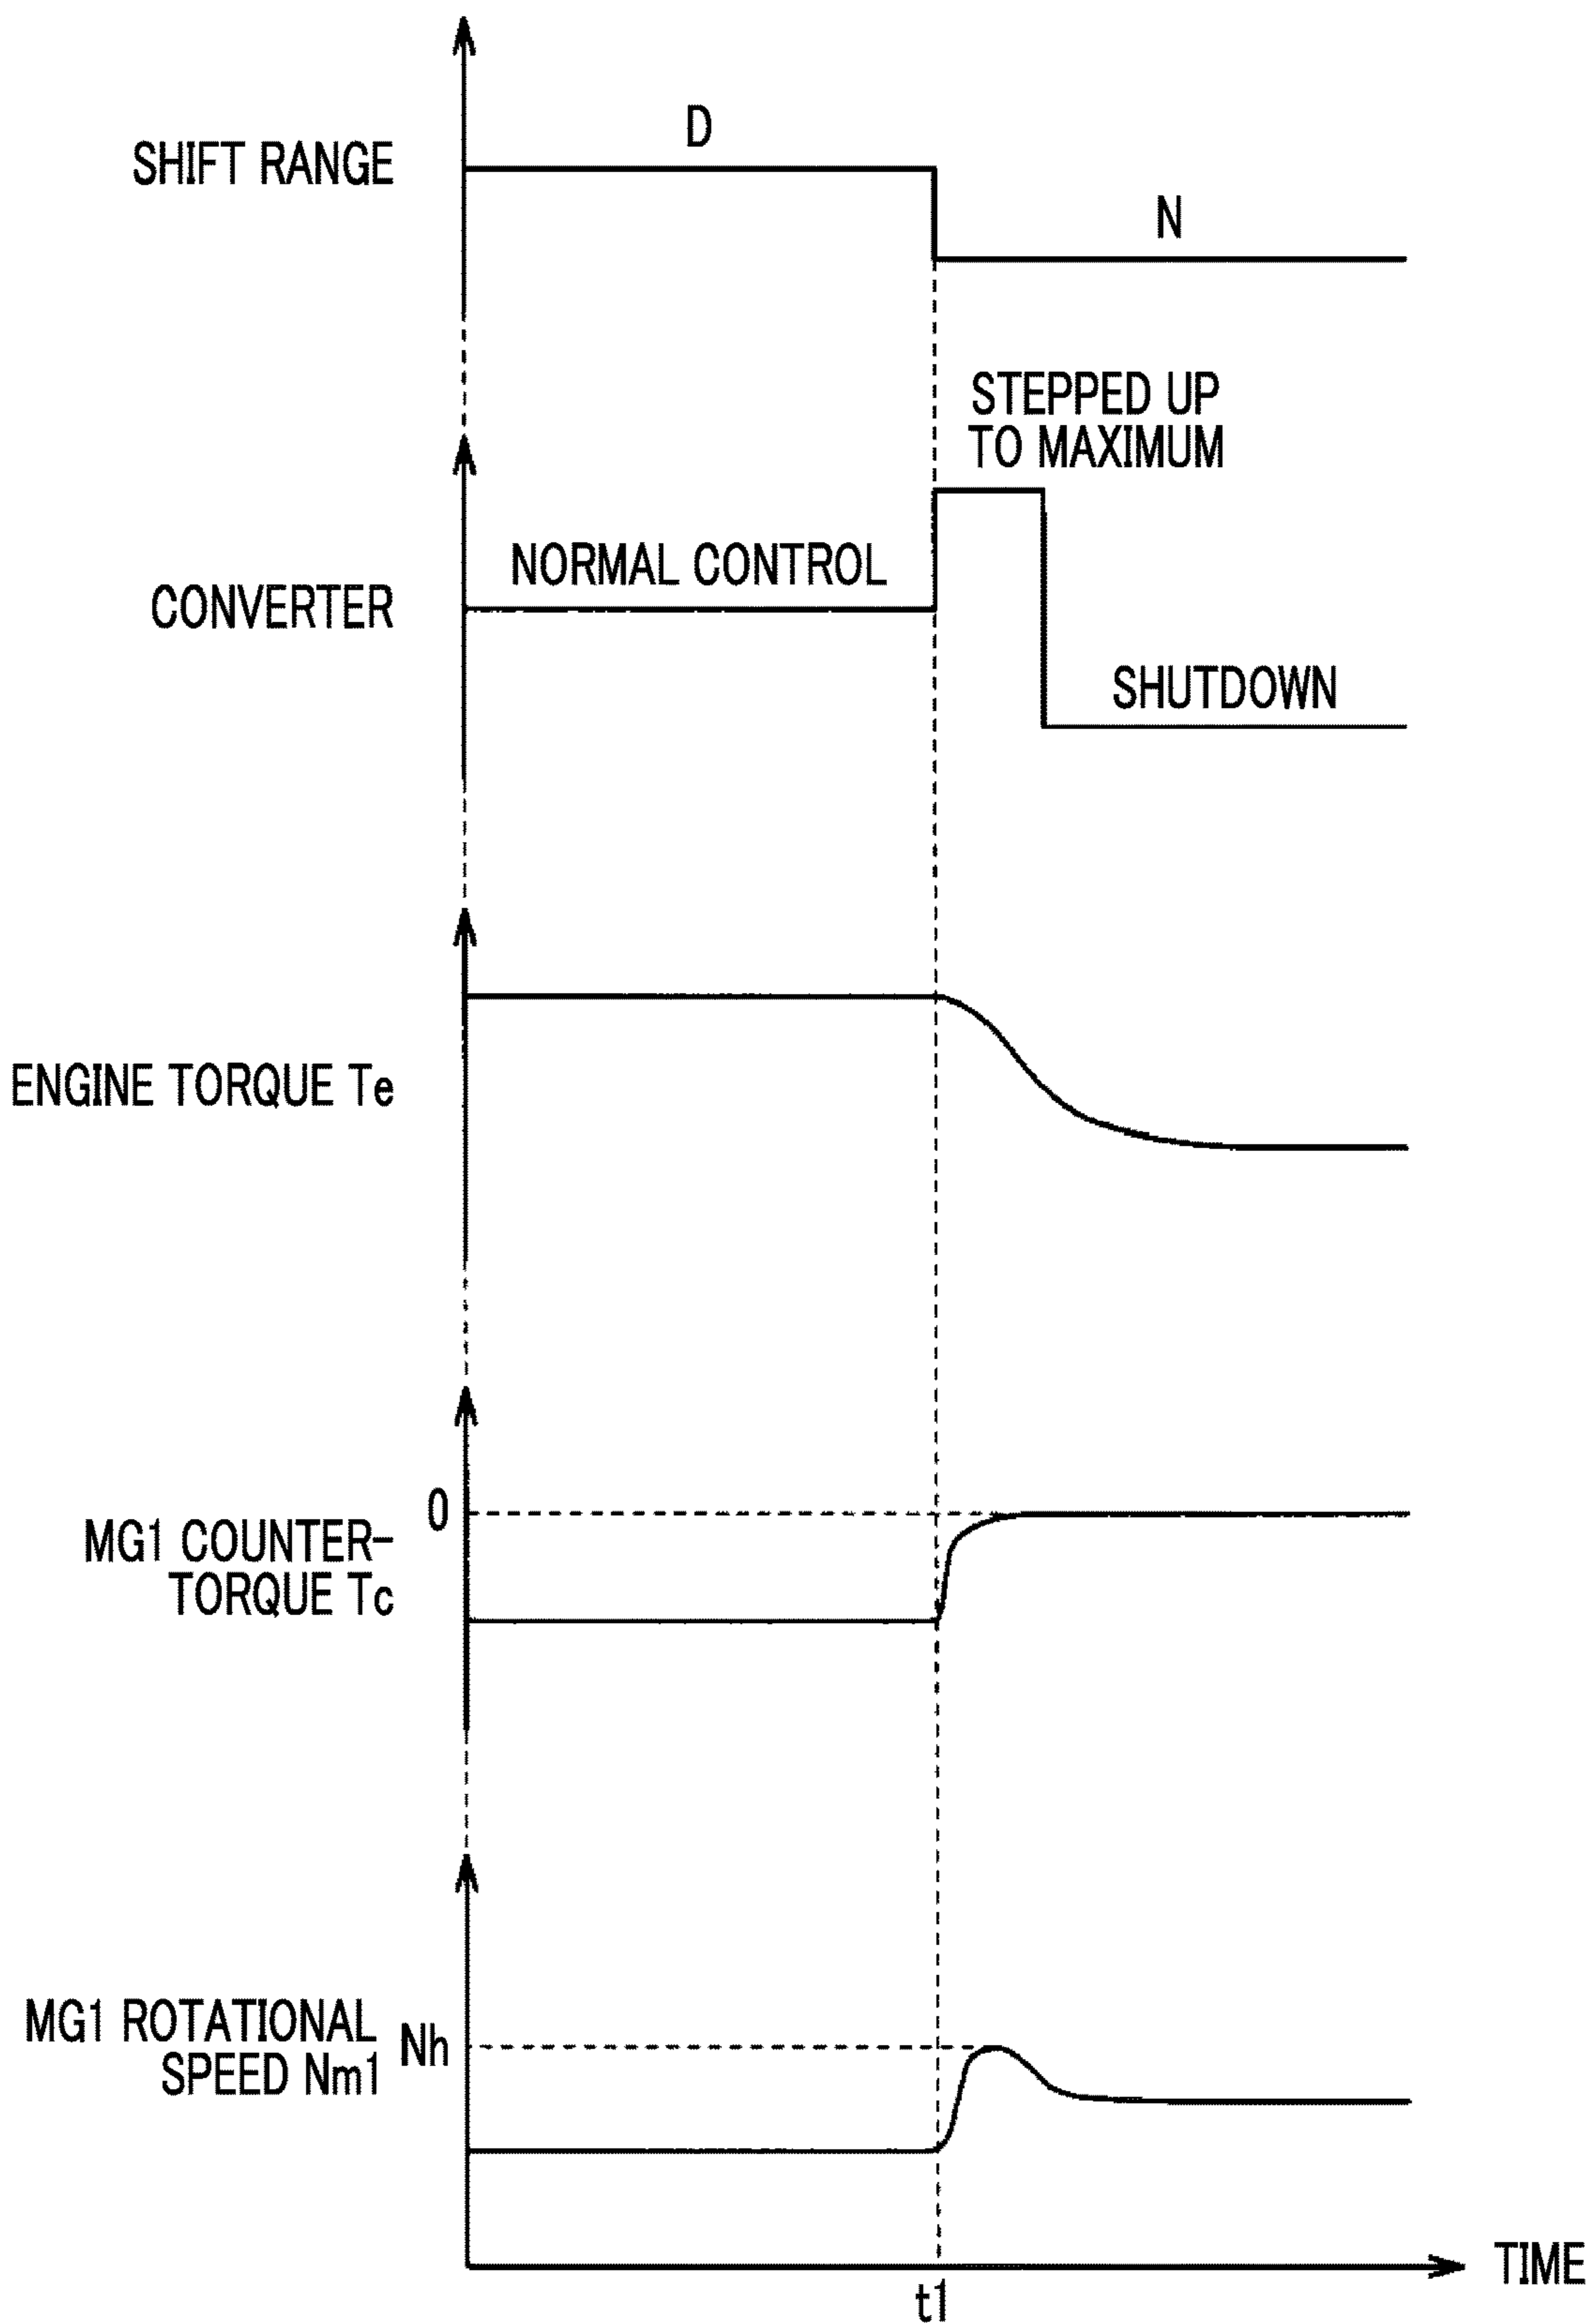 D
SHIFT RANGE
N
STEPPED UP
TO MAXIMUM
NORMAL CONTROL
CONVERTER
SHUTDOWN
ENGINE TORQUE Te
0
MG1 COUNTER-
TORQUE Tc
MG1 ROTATIONAL
SPEED Nm1
Nh
TIME
t1